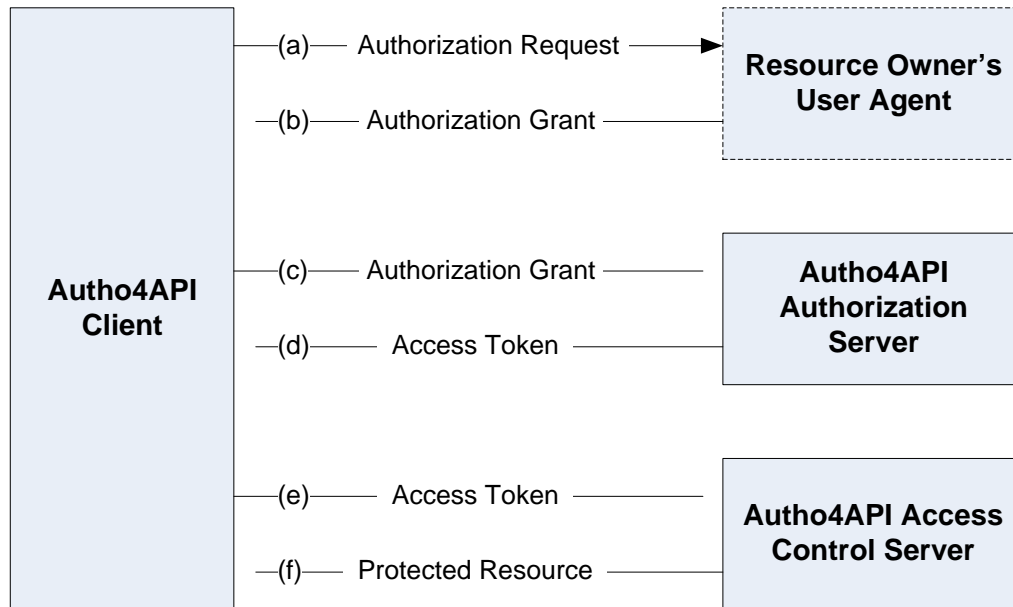 (a) Authorization Request
Resource Owner's
User Agent
(b) Authorization Grant
Autho4API
Client
(c) Authorization Grant
Autho4API
Authorization
Server
(d) Access Token
(e) Access Token
Autho4API Access
Control Server
(f) Protected Resource